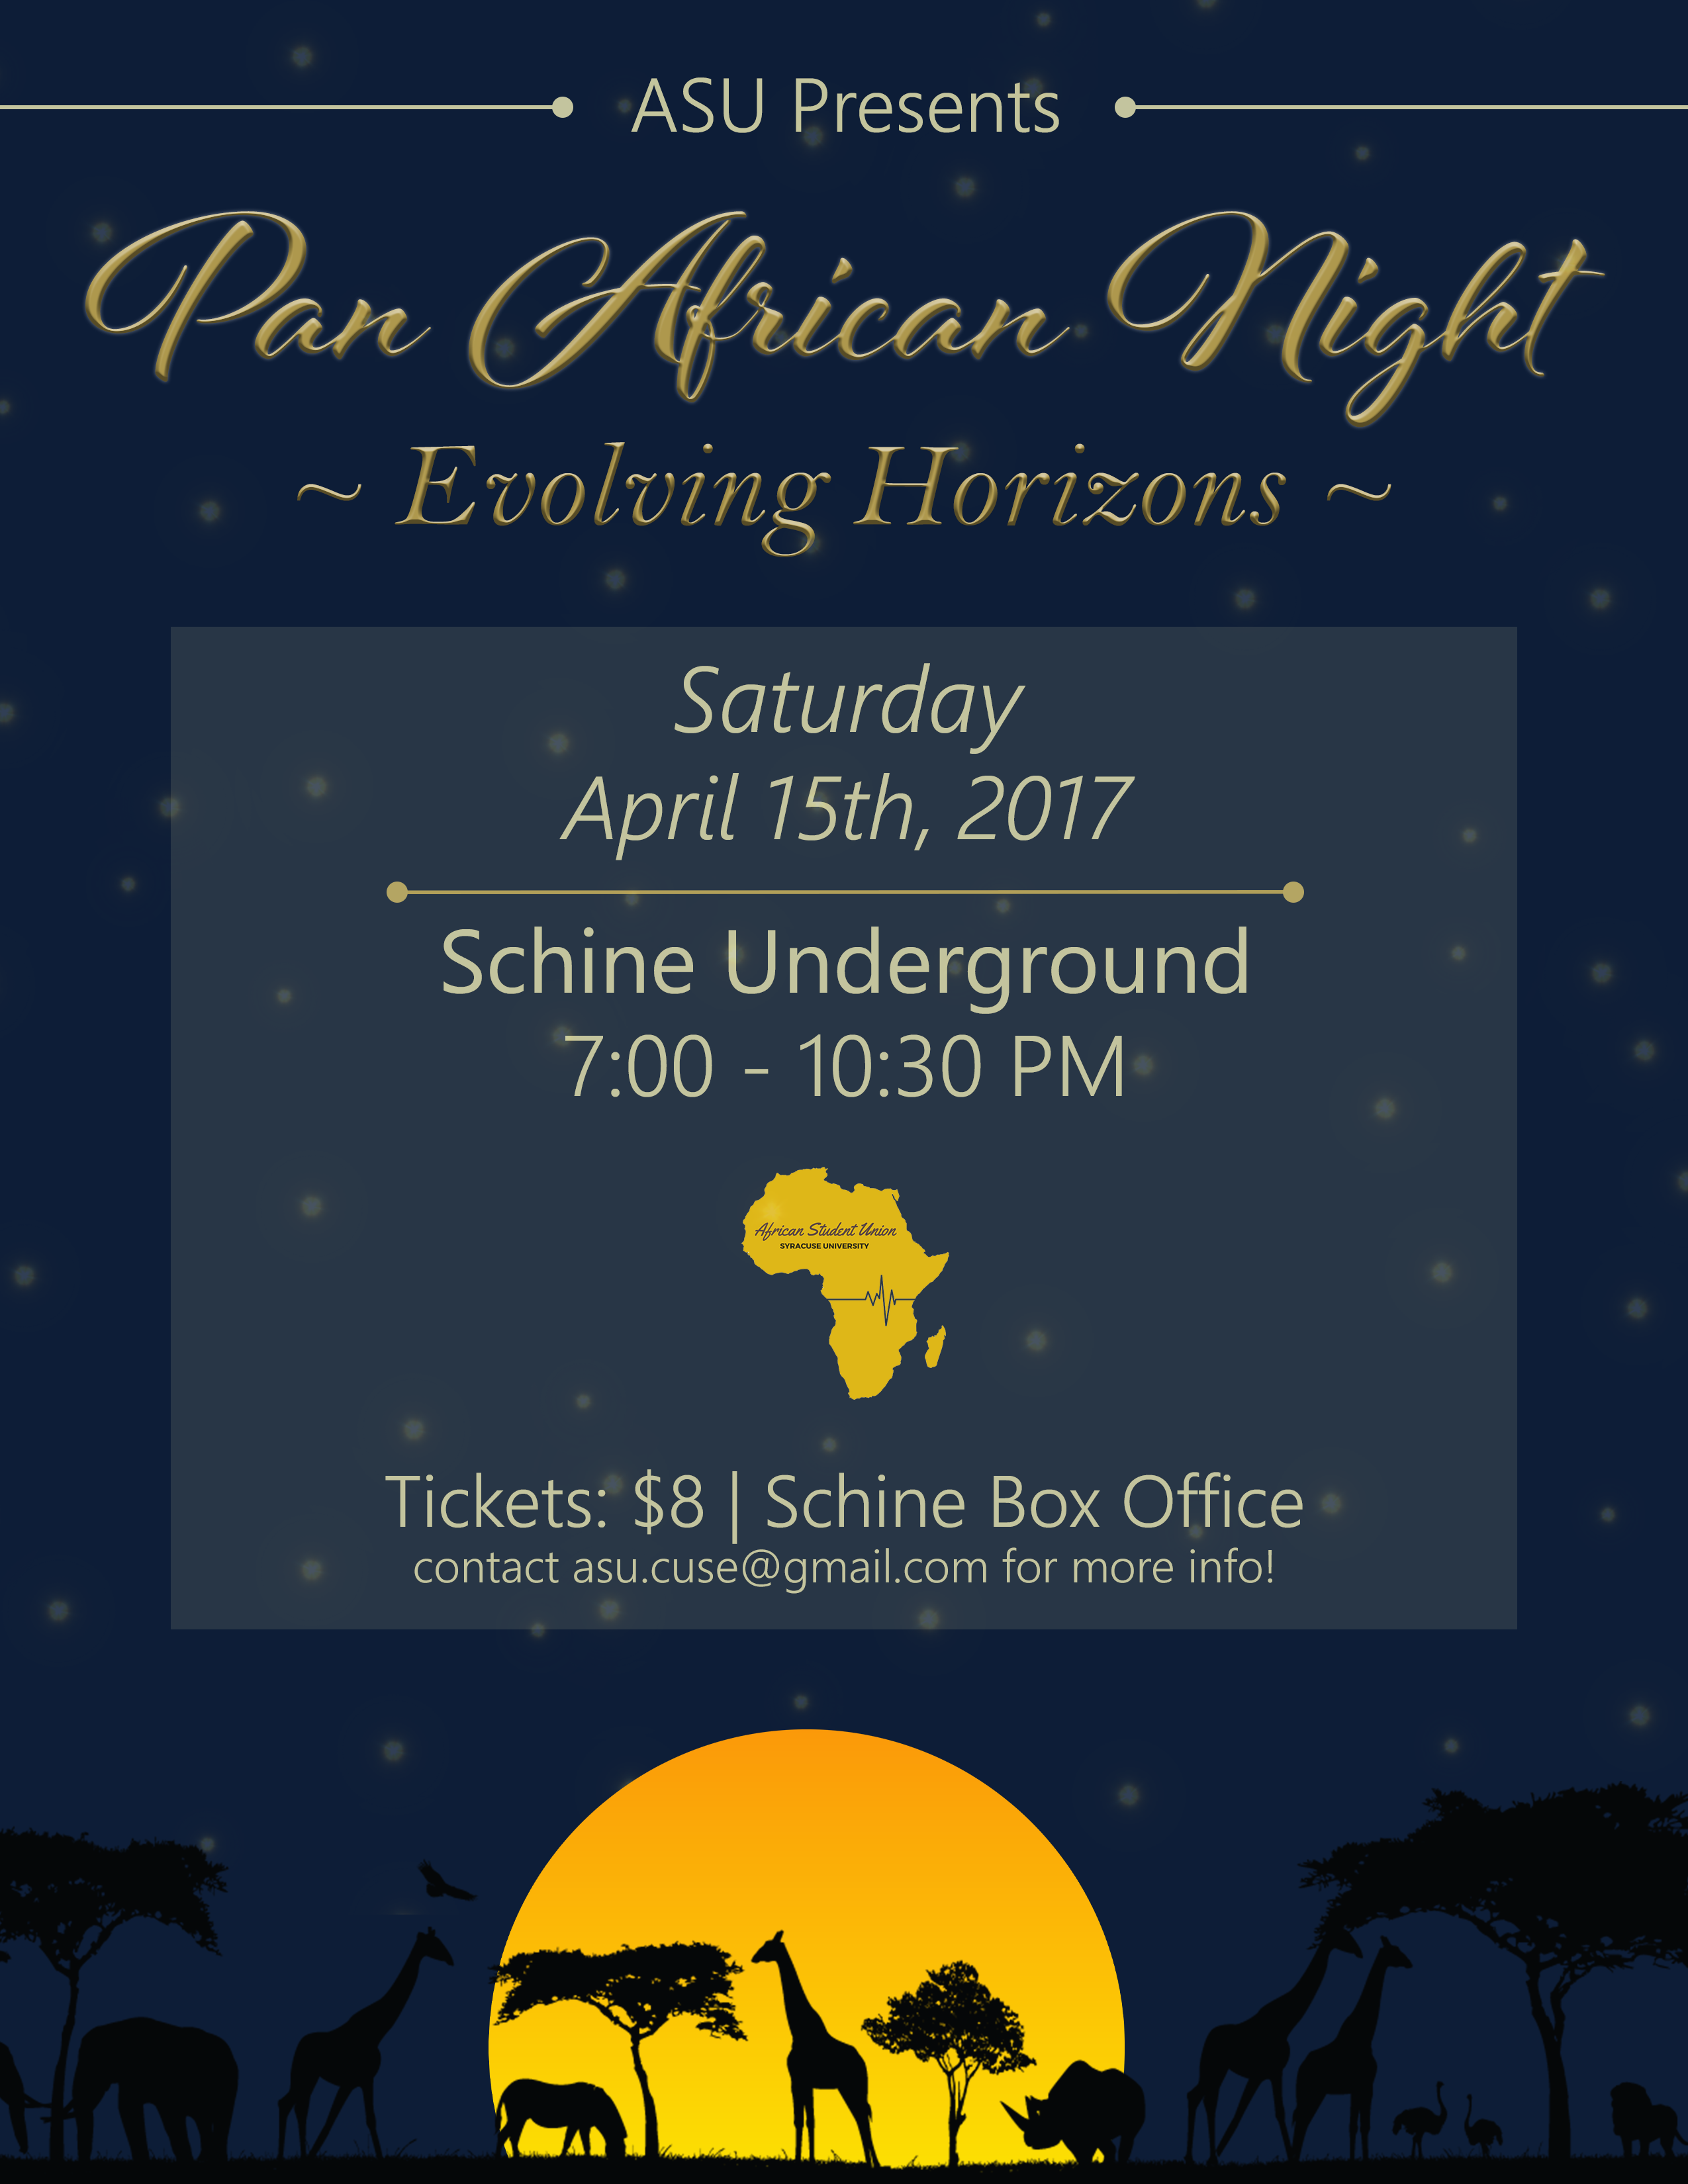 ASU Presents
Pan African Night
~ Evolving Horizons ~
Saturday
April 15th, 2017
Schine Underground
7:00 - 10:30 PM
African Student Union
SYRACUSE UNIVERSITY
Tickets: $8 | Schine Box Office
contact asu.cuse@gmail.com for more info!